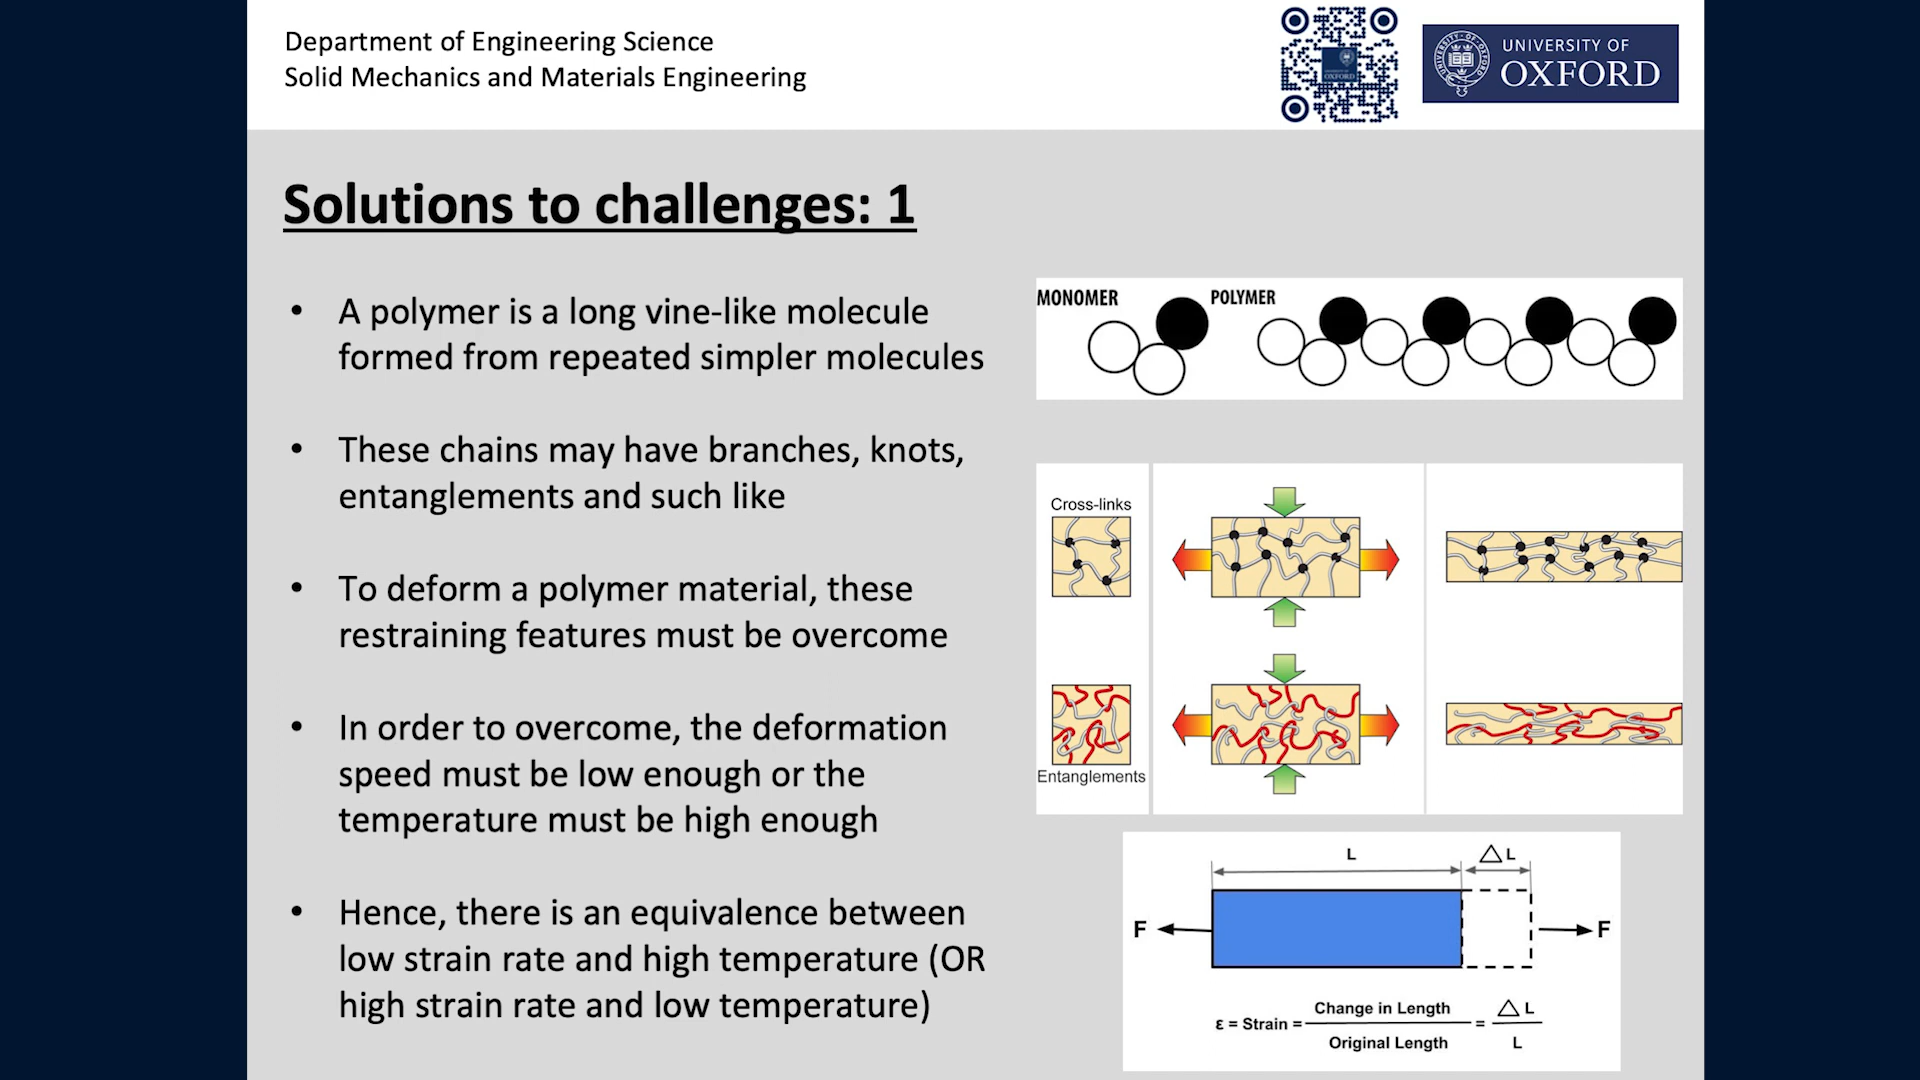 Department of Engineering Science
Solid Mechanics and Materials Engineering
UNIVERSITY OF
OXFORD
Solutions to challenges: 1
• A polymer is a long vine-like molecule
formed from repeated simpler molecules
• These chains may have branches, knots,
entanglements and such like
• To deform a polymer material, these
restraining features must be overcome
• In order to overcome, the deformation
speed must be low enough or the
temperature must be high enough
• Hence, there is an equivalence between
low strain rate and high temperature (OR
high strain rate and low temperature)
MONOMER POLYMER
Cross-links
Entanglements
L △L
F F
ε = Strain = Change in Length / Original Length = △L / L